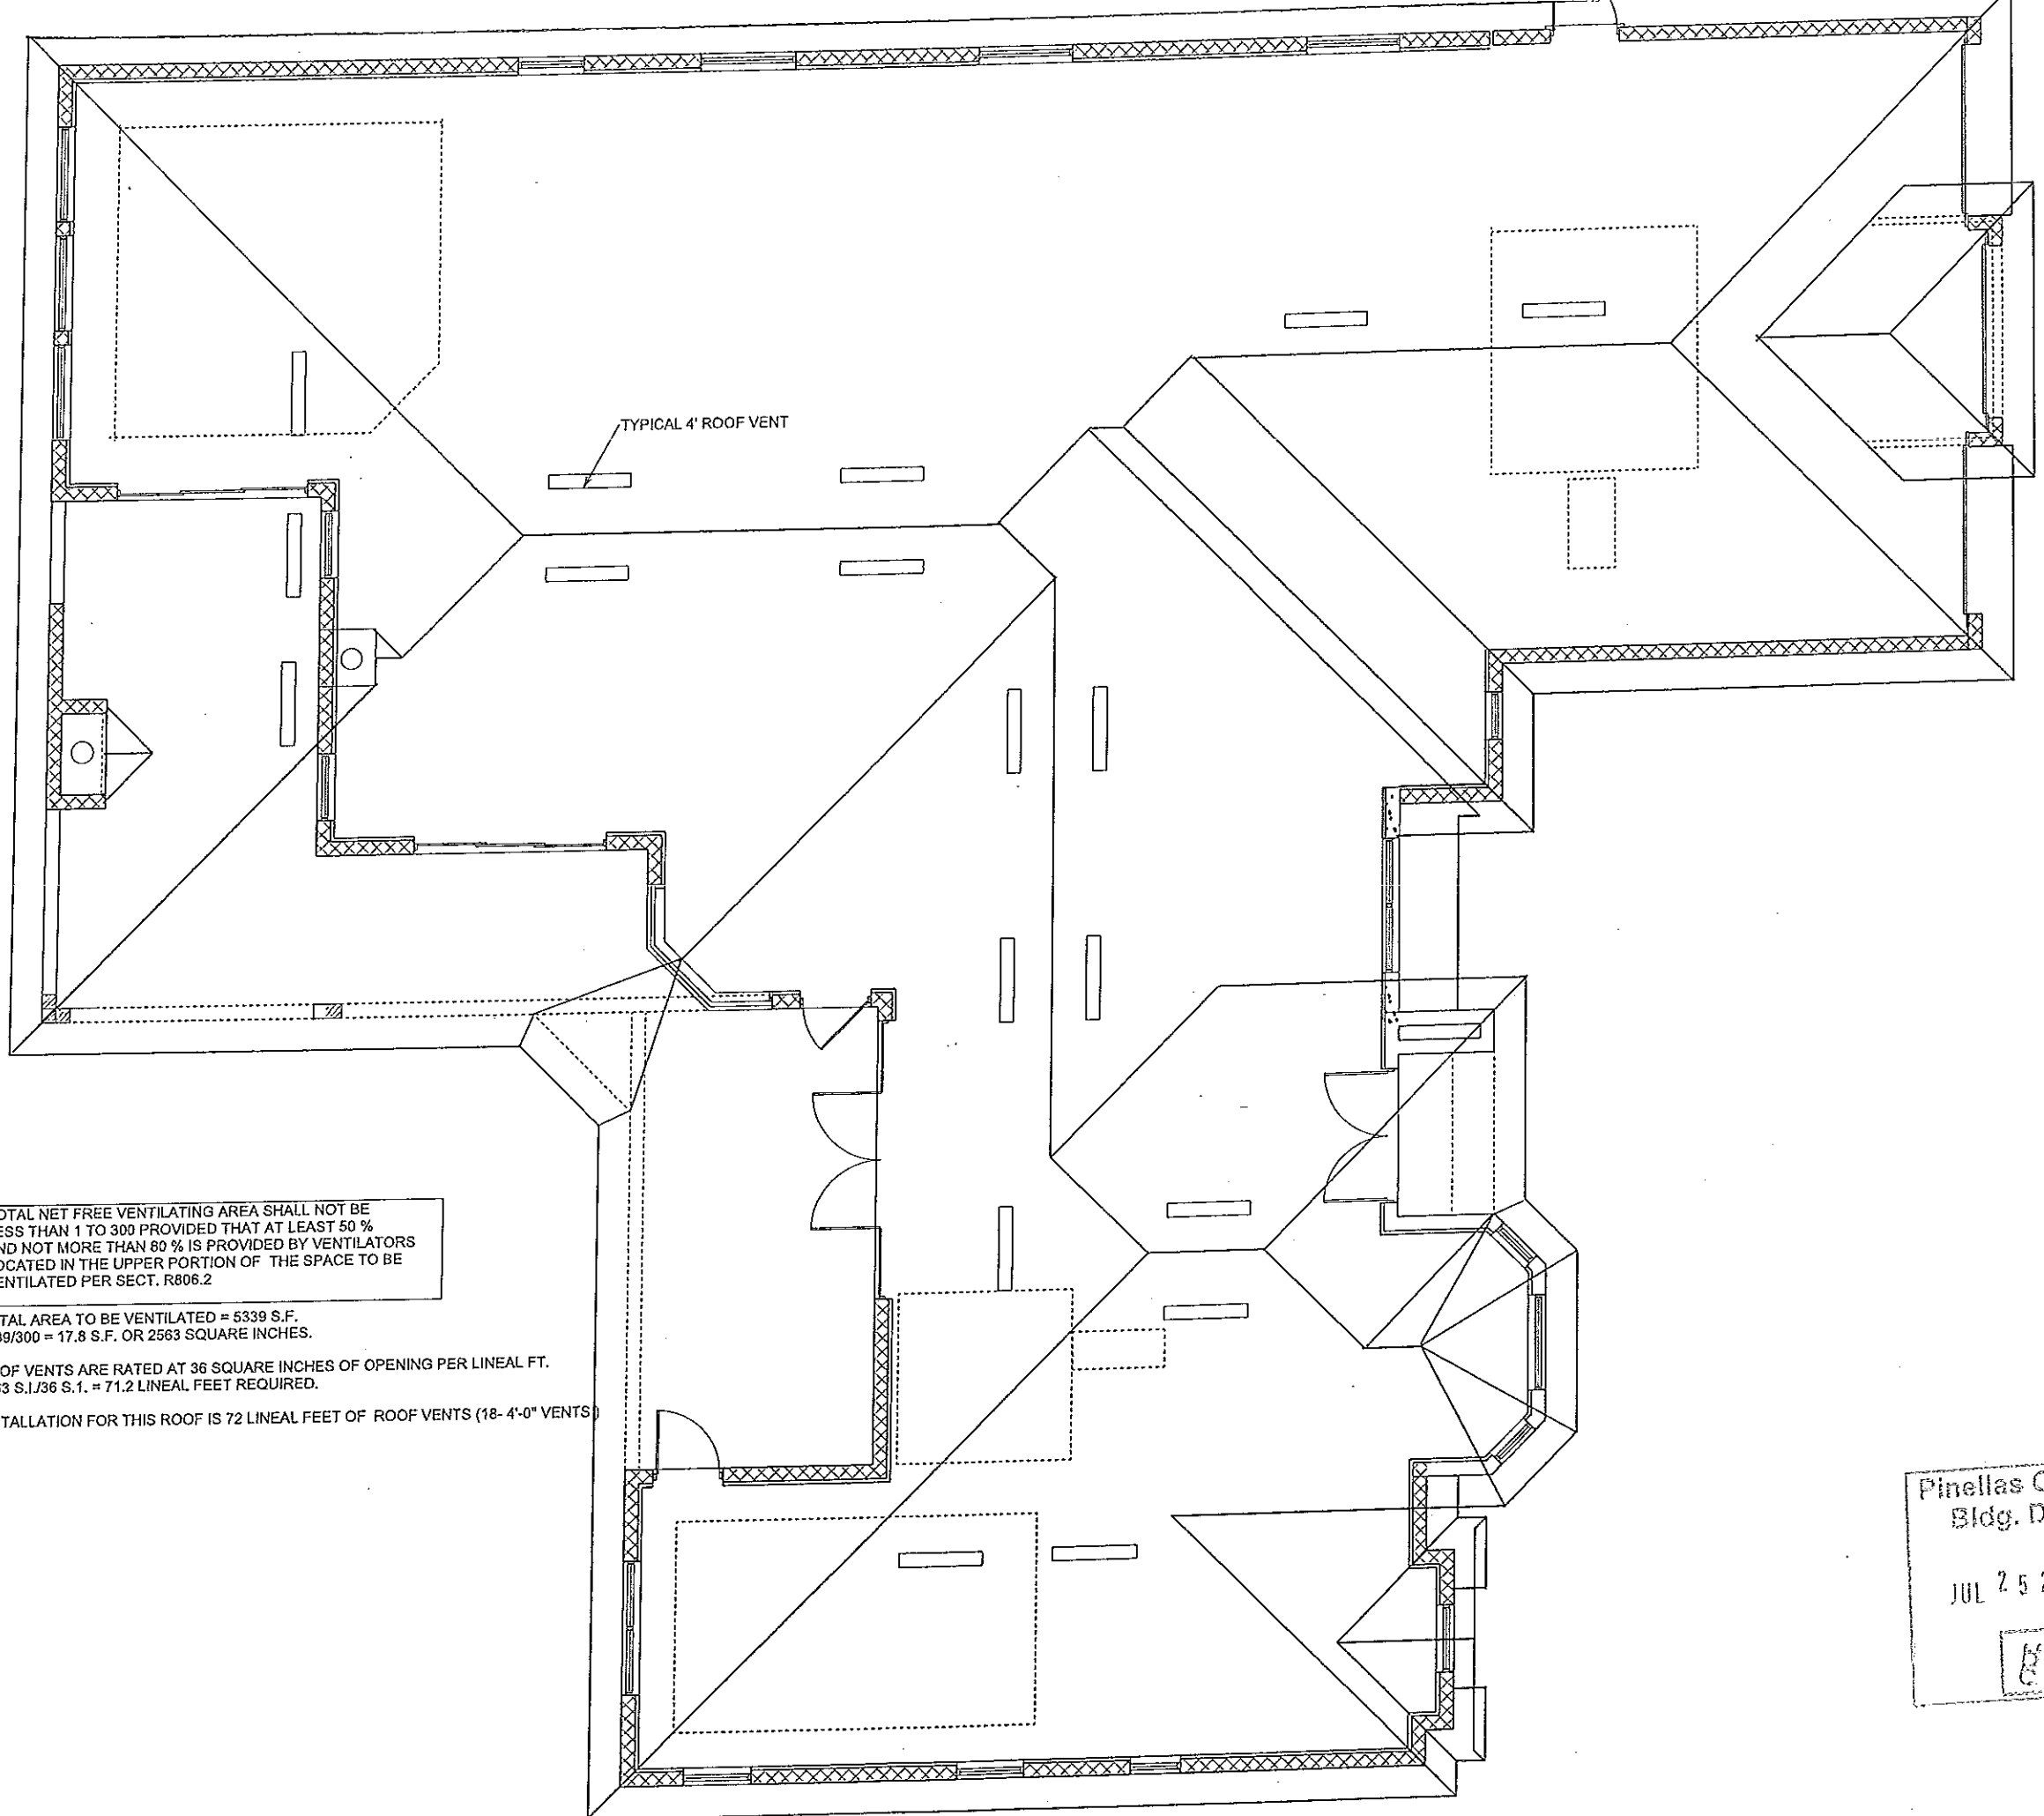 TYPICAL 4' ROOF VENT
OTAL NET FREE VENTILATING AREA SHALL NOT BE
ESS THAN 1 TO 300 PROVIDED THAT AT LEAST 50 %
ND NOT MORE THAN 80 % IS PROVIDED BY VENTILATORS
OCATED IN THE UPPER PORTION OF THE SPACE TO BE
ENTILATED PER SECT. R806.2
TAL AREA TO BE VENTILATED = 5339 S.F.
39/300 = 17.8 S.F. OR 2563 SQUARE INCHES.
OF VENTS ARE RATED AT 36 SQUARE INCHES OF OPENING PER LINEAL FT.
63 S.I./36 S.1. = 71.2 LINEAL FEET REQUIRED.
TALLATION FOR THIS ROOF IS 72 LINEAL FEET OF ROOF VENTS (18- 4'-0" VENTS)
Pinellas C
Bldg. D
JUL 25 2